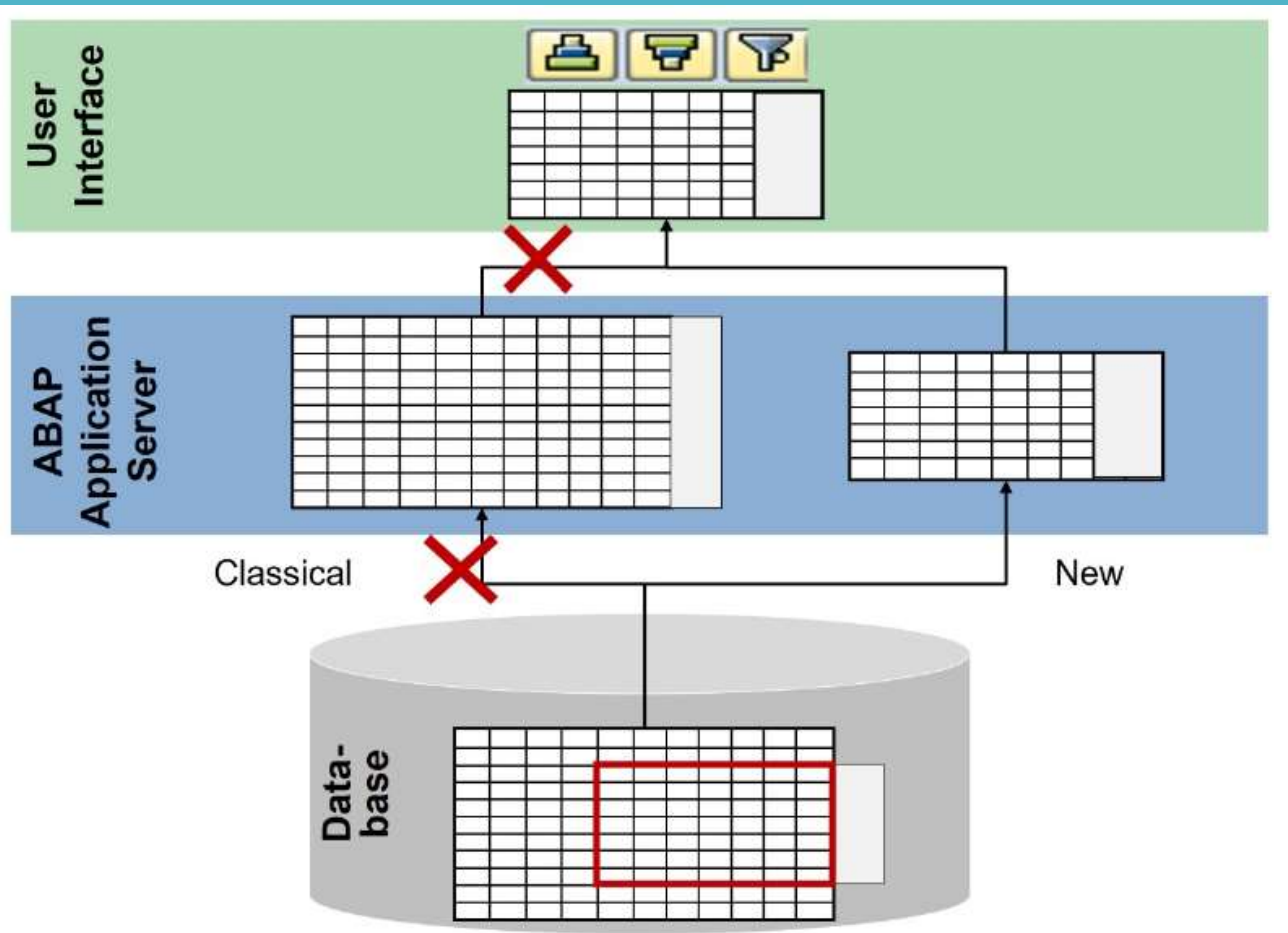 User
Interface
ABAP
Application
Server
Classical
New
Data-
base